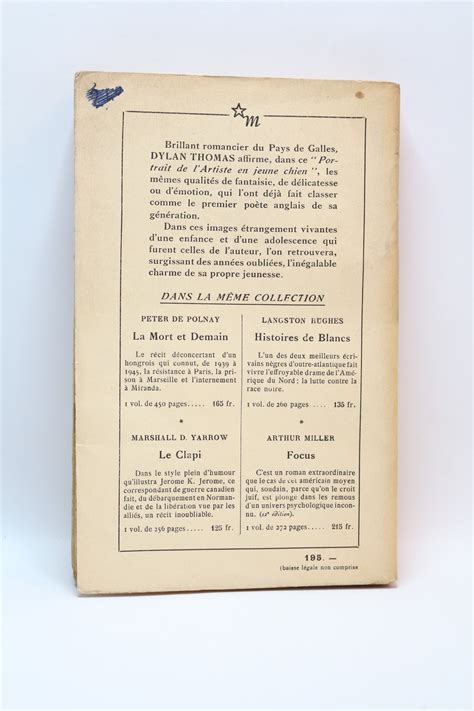 m
Brillant romancier du Pays de Galles,
DYLAN THOMAS affirme, dans ce "Por-
trait de l'Artiste en jeune chien", les
mêmes qualités de fantaisie, de délicatesse
ou d'émotion, qui l'ont déjà fait classer
comme le premier poète anglais de sa
génération.
Dans ces images étrangement vivantes
d'une enfance et d'une adolescence qui
furent celles de l'auteur, l'on retrouvera,
surgissant des années oubliées, l'inégalable
charme de sa propre jeunesse.
DANS LA MÊME COLLECTION
PETER DE POLNAY
La Mort et Demain
Le récit déconcertant d'un
hongrois qui connut, de 1939 à
1945, la résistance à Paris, la pri-
son à Marseille et l'internement
à Miranda.
1 vol. de 450 pages ..... 165 fr.
LANGSTON HUGHES
Histoires de Blancs
L'un des deux meilleurs écri-
vains nègres d'outre-atlantique fait
vivre l'effroyable drame de l'Amé-
rique du Nord : la lutte contre la
race noire.
1 vol. de 260 pages .... 135 fr.
MARSHALL D. YARROW
Le Clapi
Dans le style plein d'humour
qu'illustra Jerome K. Jerome, ce
correspondant de guerre canadien
fait, du débarquement en Norman-
die et de la libération vue par les
alliés, un récit inoubliable.
1 vol. de 256 pages ..... 125 fr.
ARTHUR MILLER
Focus
C'est un roman extraordinaire
que le cas de cet américain moyen
qui, soudain, parce qu'on le croit
juif, est plongé dans les remous
d'un univers psychologique incon-
nu. édition).
1 vol. de 272 pages ..... 215 fr.
195. —
(baisse légale non comprise